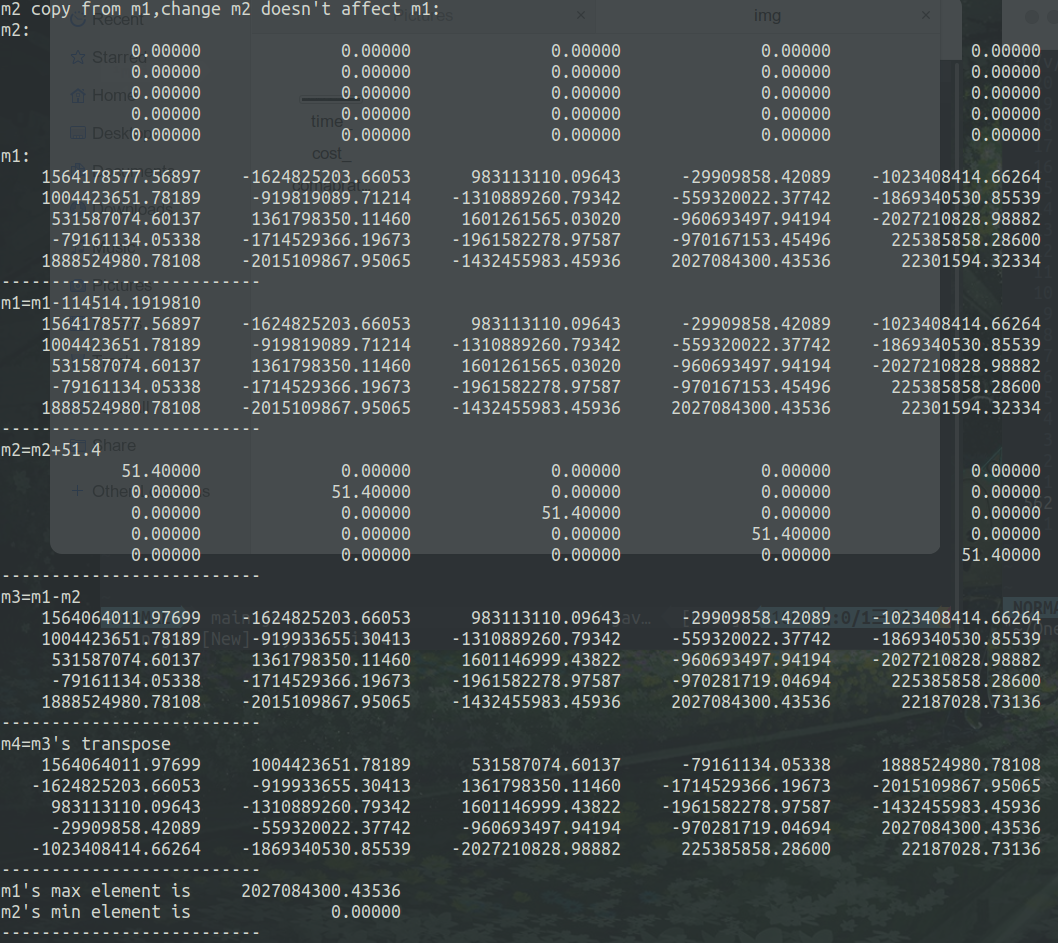 m2 copy from m1,change m2 doesn't affect m1:
m2:
0.00000 0.00000 0.00000 0.00000 0.00000
0.00000 0.00000 0.00000 0.00000 0.00000
0.00000 0.00000 0.00000 0.00000 0.00000
0.00000 0.00000 0.00000 0.00000 0.00000
0.00000 0.00000 0.00000 0.00000 0.00000
m1:
1564178577.56897 -1624825203.66053 983113110.09643 -29909858.42089 -1023408414.66264
1004423651.78189 -919819089.71214 -1310889260.79342 -559320022.37742 -1869340530.85539
531587074.60137 1361798350.11460 1601261565.03020 -960693497.94194 -2027210828.98882
-79161134.05338 -1714529366.19673 -1961582278.97587 -970167153.45496 225385858.28600
1888524980.78108 -2015109867.95065 -1432455983.45936 2027084300.43536 22301594.32334
--------------------------
m1=m1-114514.1919810
1564178577.56897 -1624825203.66053 983113110.09643 -29909858.42089 -1023408414.66264
1004423651.78189 -919819089.71214 -1310889260.79342 -559320022.37742 -1869340530.85539
531587074.60137 1361798350.11460 1601261565.03020 -960693497.94194 -2027210828.98882
-79161134.05338 -1714529366.19673 -1961582278.97587 -970167153.45496 225385858.28600
1888524980.78108 -2015109867.95065 -1432455983.45936 2027084300.43536 22301594.32334
--------------------------
m2=m2+51.4
51.40000 0.00000 0.00000 0.00000 0.00000
0.00000 51.40000 0.00000 0.00000 0.00000
0.00000 0.00000 51.40000 0.00000 0.00000
0.00000 0.00000 0.00000 51.40000 0.00000
0.00000 0.00000 0.00000 0.00000 51.40000
--------------------------
m3=m1-m2
1564064011.97699 -1624825203.66053 983113110.09643 -29909858.42089 -1023408414.66264
1004423651.78189 -919933655.30413 -1310889260.79342 -559320022.37742 -1869340530.85539
531587074.60137 1361798350.11460 1601146999.43822 -960693497.94194 -2027210828.98882
-79161134.05338 -1714529366.19673 -1961582278.97587 -970281719.04694 225385858.28600
1888524980.78108 -2015109867.95065 -1432455983.45936 2027084300.43536 22187028.73136
--------------------------
m4=m3's transpose
1564064011.97699 1004423651.78189 531587074.60137 -79161134.05338 1888524980.78108
-1624825203.66053 -919933655.30413 1361798350.11460 -1714529366.19673 -2015109867.95065
983113110.09643 -1310889260.79342 1601146999.43822 -1961582278.97587 -1432455983.45936
-29909858.42089 -559320022.37742 -960693497.94194 -970281719.04694 2027084300.43536
-1023408414.66264 -1869340530.85539 -2027210828.98882 225385858.28600 22187028.73136
--------------------------
m1's max element is 2027084300.43536
m2's min element is 0.00000
--------------------------
Recent
Pictures
img
Starred
Home
time_
cost_
Pictures
[New]